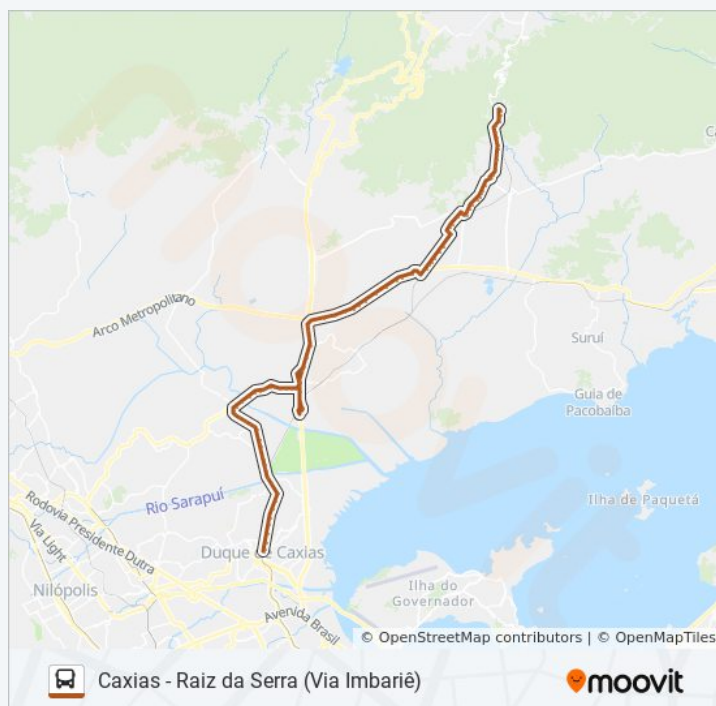 Ca
Arco Metropolitano
Suruí
Guia de
Pacobaíba
Rio Sarapuí
Ilha de Paquetá
Rodovia Presidente Dutra
Via Light
Duque de Caxias
Nilópolis
Ilha do
Governador
Avenida Brasil
© OpenStreetMap contributors | © OpenMapTiles
Caxias - Raiz da Serra (Via Imbariê)
moovit